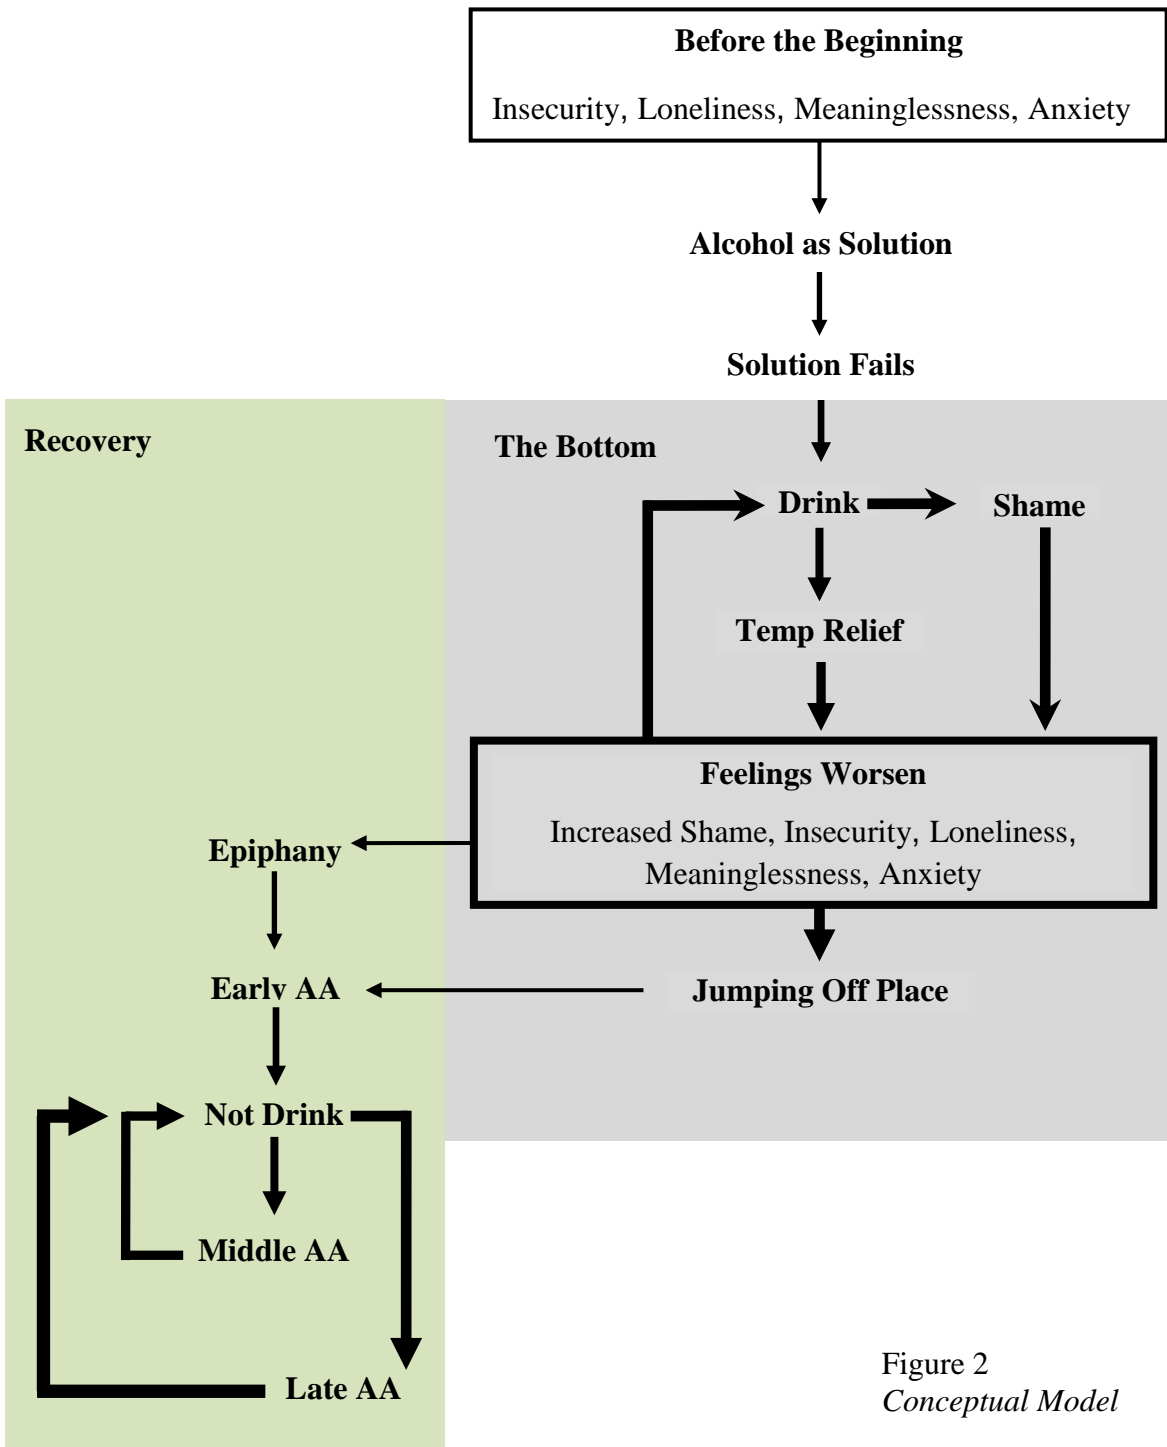 Before the Beginning
Insecurity, Loneliness, Meaninglessness, Anxiety
Alcohol as Solution
Solution Fails
Recovery
The Bottom
Drink
Shame
Temp Relief
Feelings Worsen
Increased Shame, Insecurity, Loneliness,
Meaninglessness, Anxiety
Epiphany
Early AA
Jumping Off Place
Not Drink
Middle AA
Late AA
Figure 2
Conceptual Model